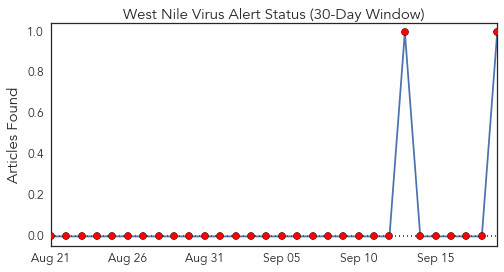 West Nile Virus Alert Status (30-Day Window)
Articles Found
1.0
0.8
0.6
0.4
0.2
0.0
Aug 21 Aug 26 Aug 31 Sep 05 Sep 10 Sep 15